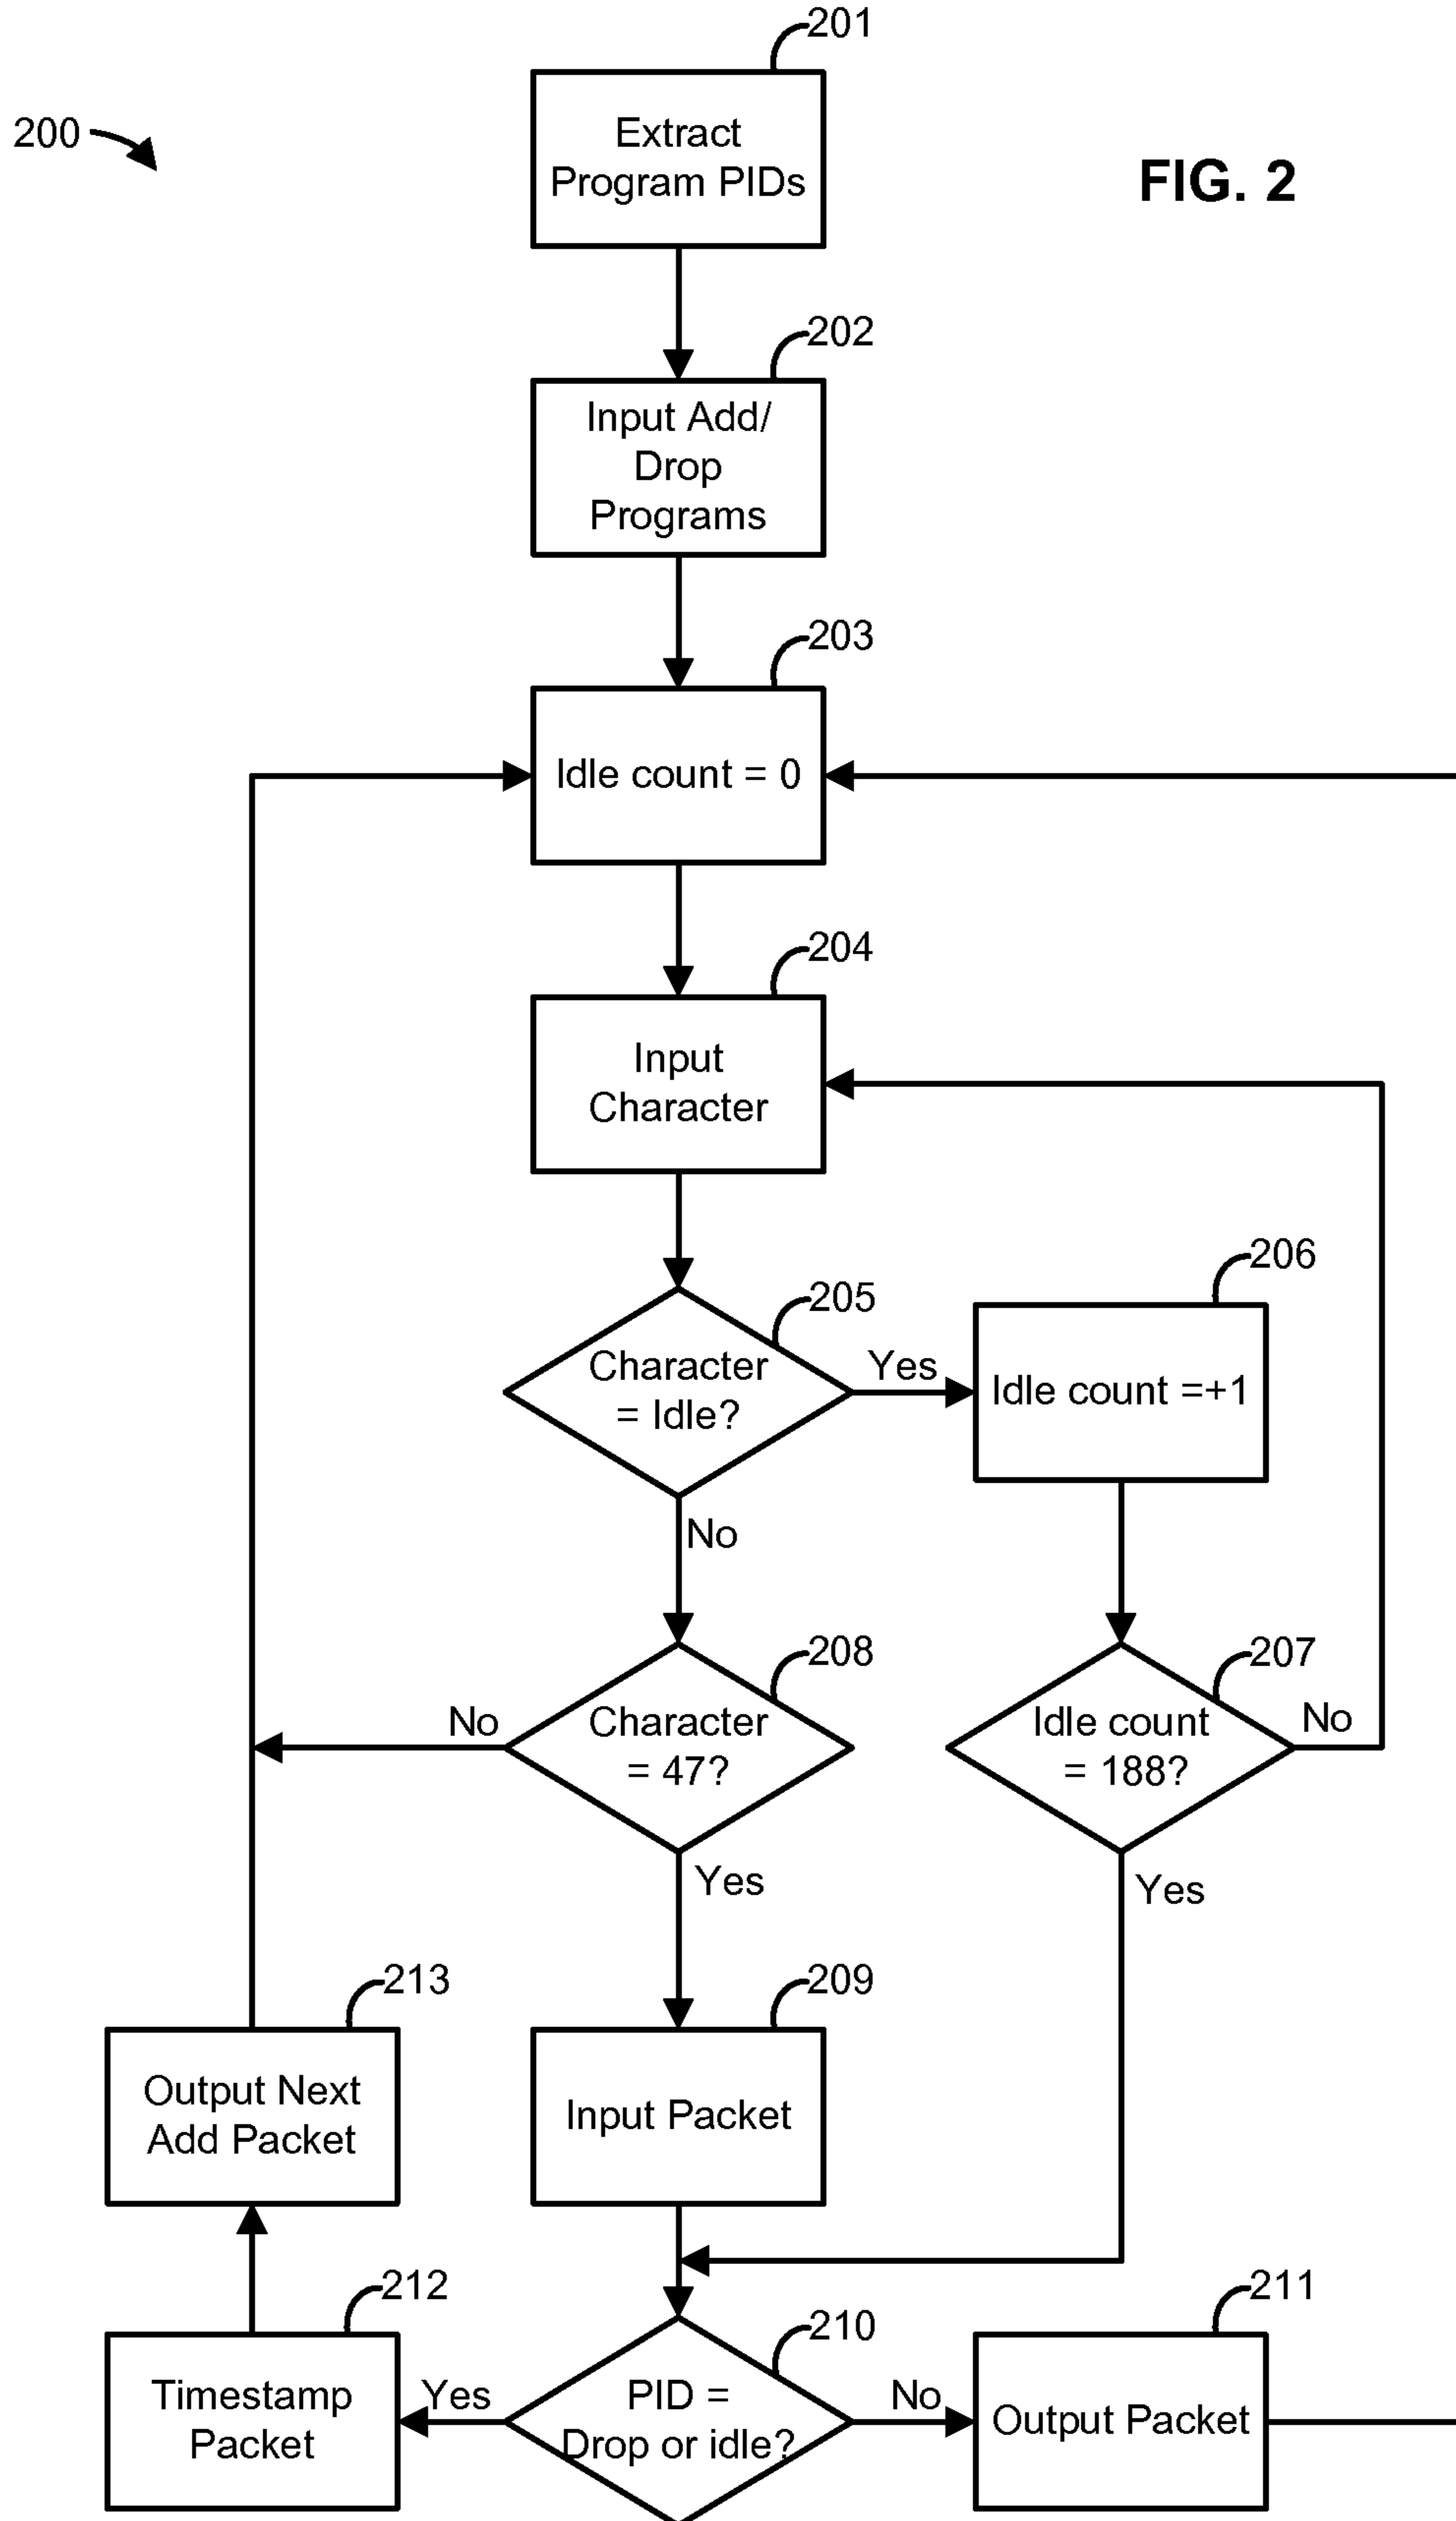 201
200
Extract
Program PIDs
FIG. 2
202
Input Add/
Drop
Programs
203
Idle count = 0
204
Input
Character
205
206
Character
= Idle?
Yes
Idle count =+1
No
208
207
Character
= 47?
No
Idle count
= 188?
No
Yes
Yes
213
209
Output Next
Add Packet
Input Packet
212
210
211
Timestamp
Packet
Yes
PID =
Drop or idle?
No
Output Packet